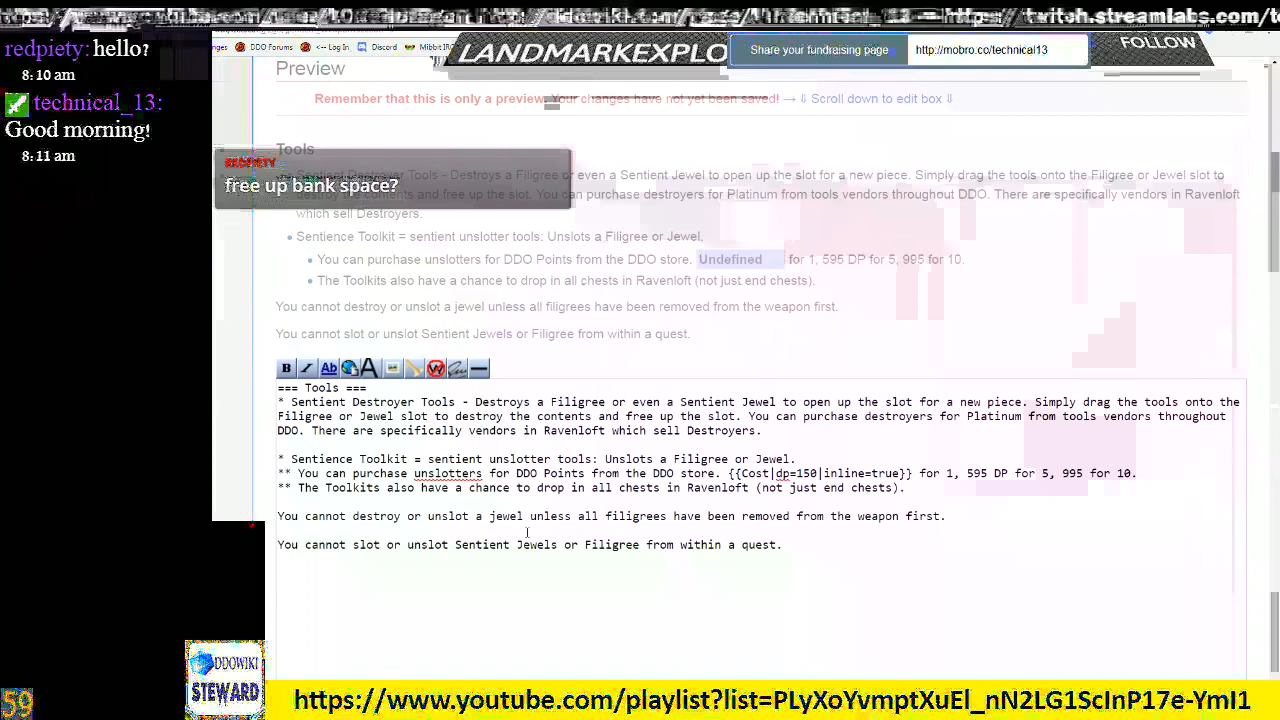 https://twitch.streamlabs.com/t
redpiety: hello?
8:10 am
technical_13:
Good morning!
8:11 am
DDO Forums
<-- Log In
Discord
Mibbit IR
LANDMARKEXPLO
Share your fundraising page
http://mobro.co/technical13
FOLLOW
Preview
Remember that this is only a preview. Your changes have not yet been saved! → ⇓ Scroll down to edit box ⇓
Tools
REDPIETY
free up bank space?
Sentient Destroyer Tools - Destroys a Filigree or even a Sentient Jewel to open up the slot for a new piece. Simply drag the tools onto the Filigree or Jewel slot to
destroy the contents and free up the slot. You can purchase destroyers for Platinum from tools vendors throughout DDO. There are specifically vendors in Ravenloft
which sell Destroyers.
Sentience Toolkit = sentient unslotter tools: Unslots a Filigree or Jewel.
You can purchase unslotters for DDO Points from the DDO store. Undefined for 1, 595 DP for 5, 995 for 10.
The Toolkits also have a chance to drop in all chests in Ravenloft (not just end chests).
You cannot destroy or unslot a jewel unless all filigrees have been removed from the weapon first.
You cannot slot or unslot Sentient Jewels or Filigree from within a quest.
B I Ab A W
=== Tools ===
* Sentient Destroyer Tools - Destroys a Filigree or even a Sentient Jewel to open up the slot for a new piece. Simply drag the tools onto the
Filigree or Jewel slot to destroy the contents and free up the slot. You can purchase destroyers for Platinum from tools vendors throughout
DDO. There are specifically vendors in Ravenloft which sell Destroyers.
* Sentience Toolkit = sentient unslotter tools: Unslots a Filigree or Jewel.
** You can purchase unslotters for DDO Points from the DDO store. {{Cost|dp=150|inline=true}} for 1, 595 DP for 5, 995 for 10.
** The Toolkits also have a chance to drop in all chests in Ravenloft (not just end chests).
You cannot destroy or unslot a jewel unless all filigrees have been removed from the weapon first.
You cannot slot or unslot Sentient Jewels or Filigree from within a quest.
DDOWIKI
STEWARD
59
https://www.youtube.com/playlist?list=PLyXoYvmptXuEl_nN2LG1ScInP17e-YmI1